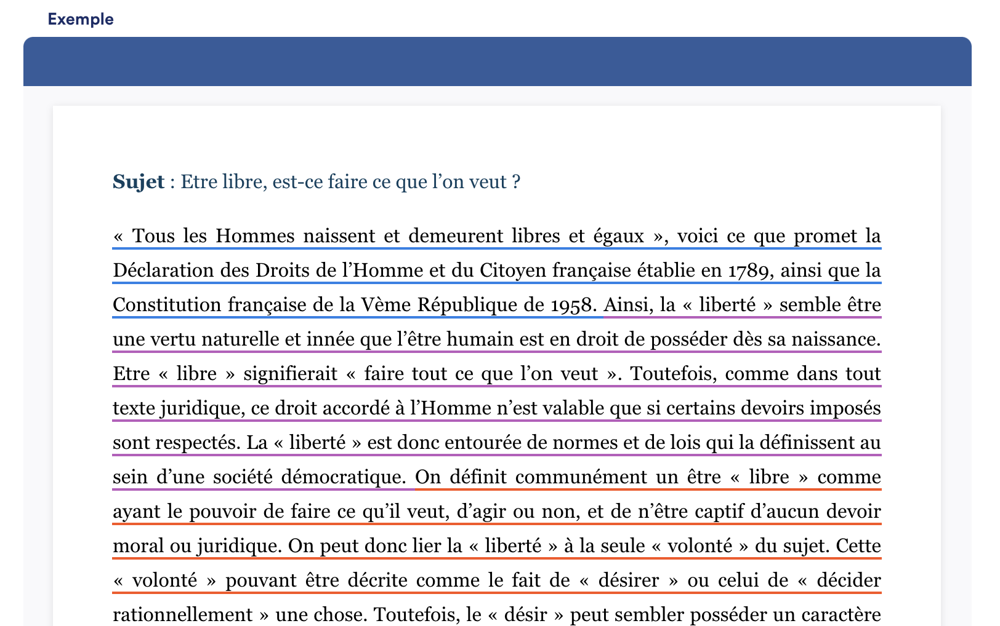 Exemple
Sujet : Etre libre, est-ce faire ce que l’on veut ?
« Tous les Hommes naissent et demeurent libres et égaux », voici ce que promet la
Déclaration des Droits de l’Homme et du Citoyen française établie en 1789, ainsi que la
Constitution française de la Vème République de 1958. Ainsi, la « liberté » semble être
une vertu naturelle et innée que l’être humain est en droit de posséder dès sa naissance.
Etre « libre » signifierait « faire tout ce que l’on veut ». Toutefois, comme dans tout
texte juridique, ce droit accordé à l’Homme n’est valable que si certains devoirs imposés
sont respectés. La « liberté » est donc entourée de normes et de lois qui la définissent au
sein d’une société démocratique. On définit communément un être « libre » comme
ayant le pouvoir de faire ce qu’il veut, d’agir ou non, et de n’être captif d’aucun devoir
moral ou juridique. On peut donc lier la « liberté » à la seule « volonté » du sujet. Cette
« volonté » pouvant être décrite comme le fait de « désirer » ou celui de « décider
rationnellement » une chose. Toutefois, le « désir » peut sembler posséder un caractère